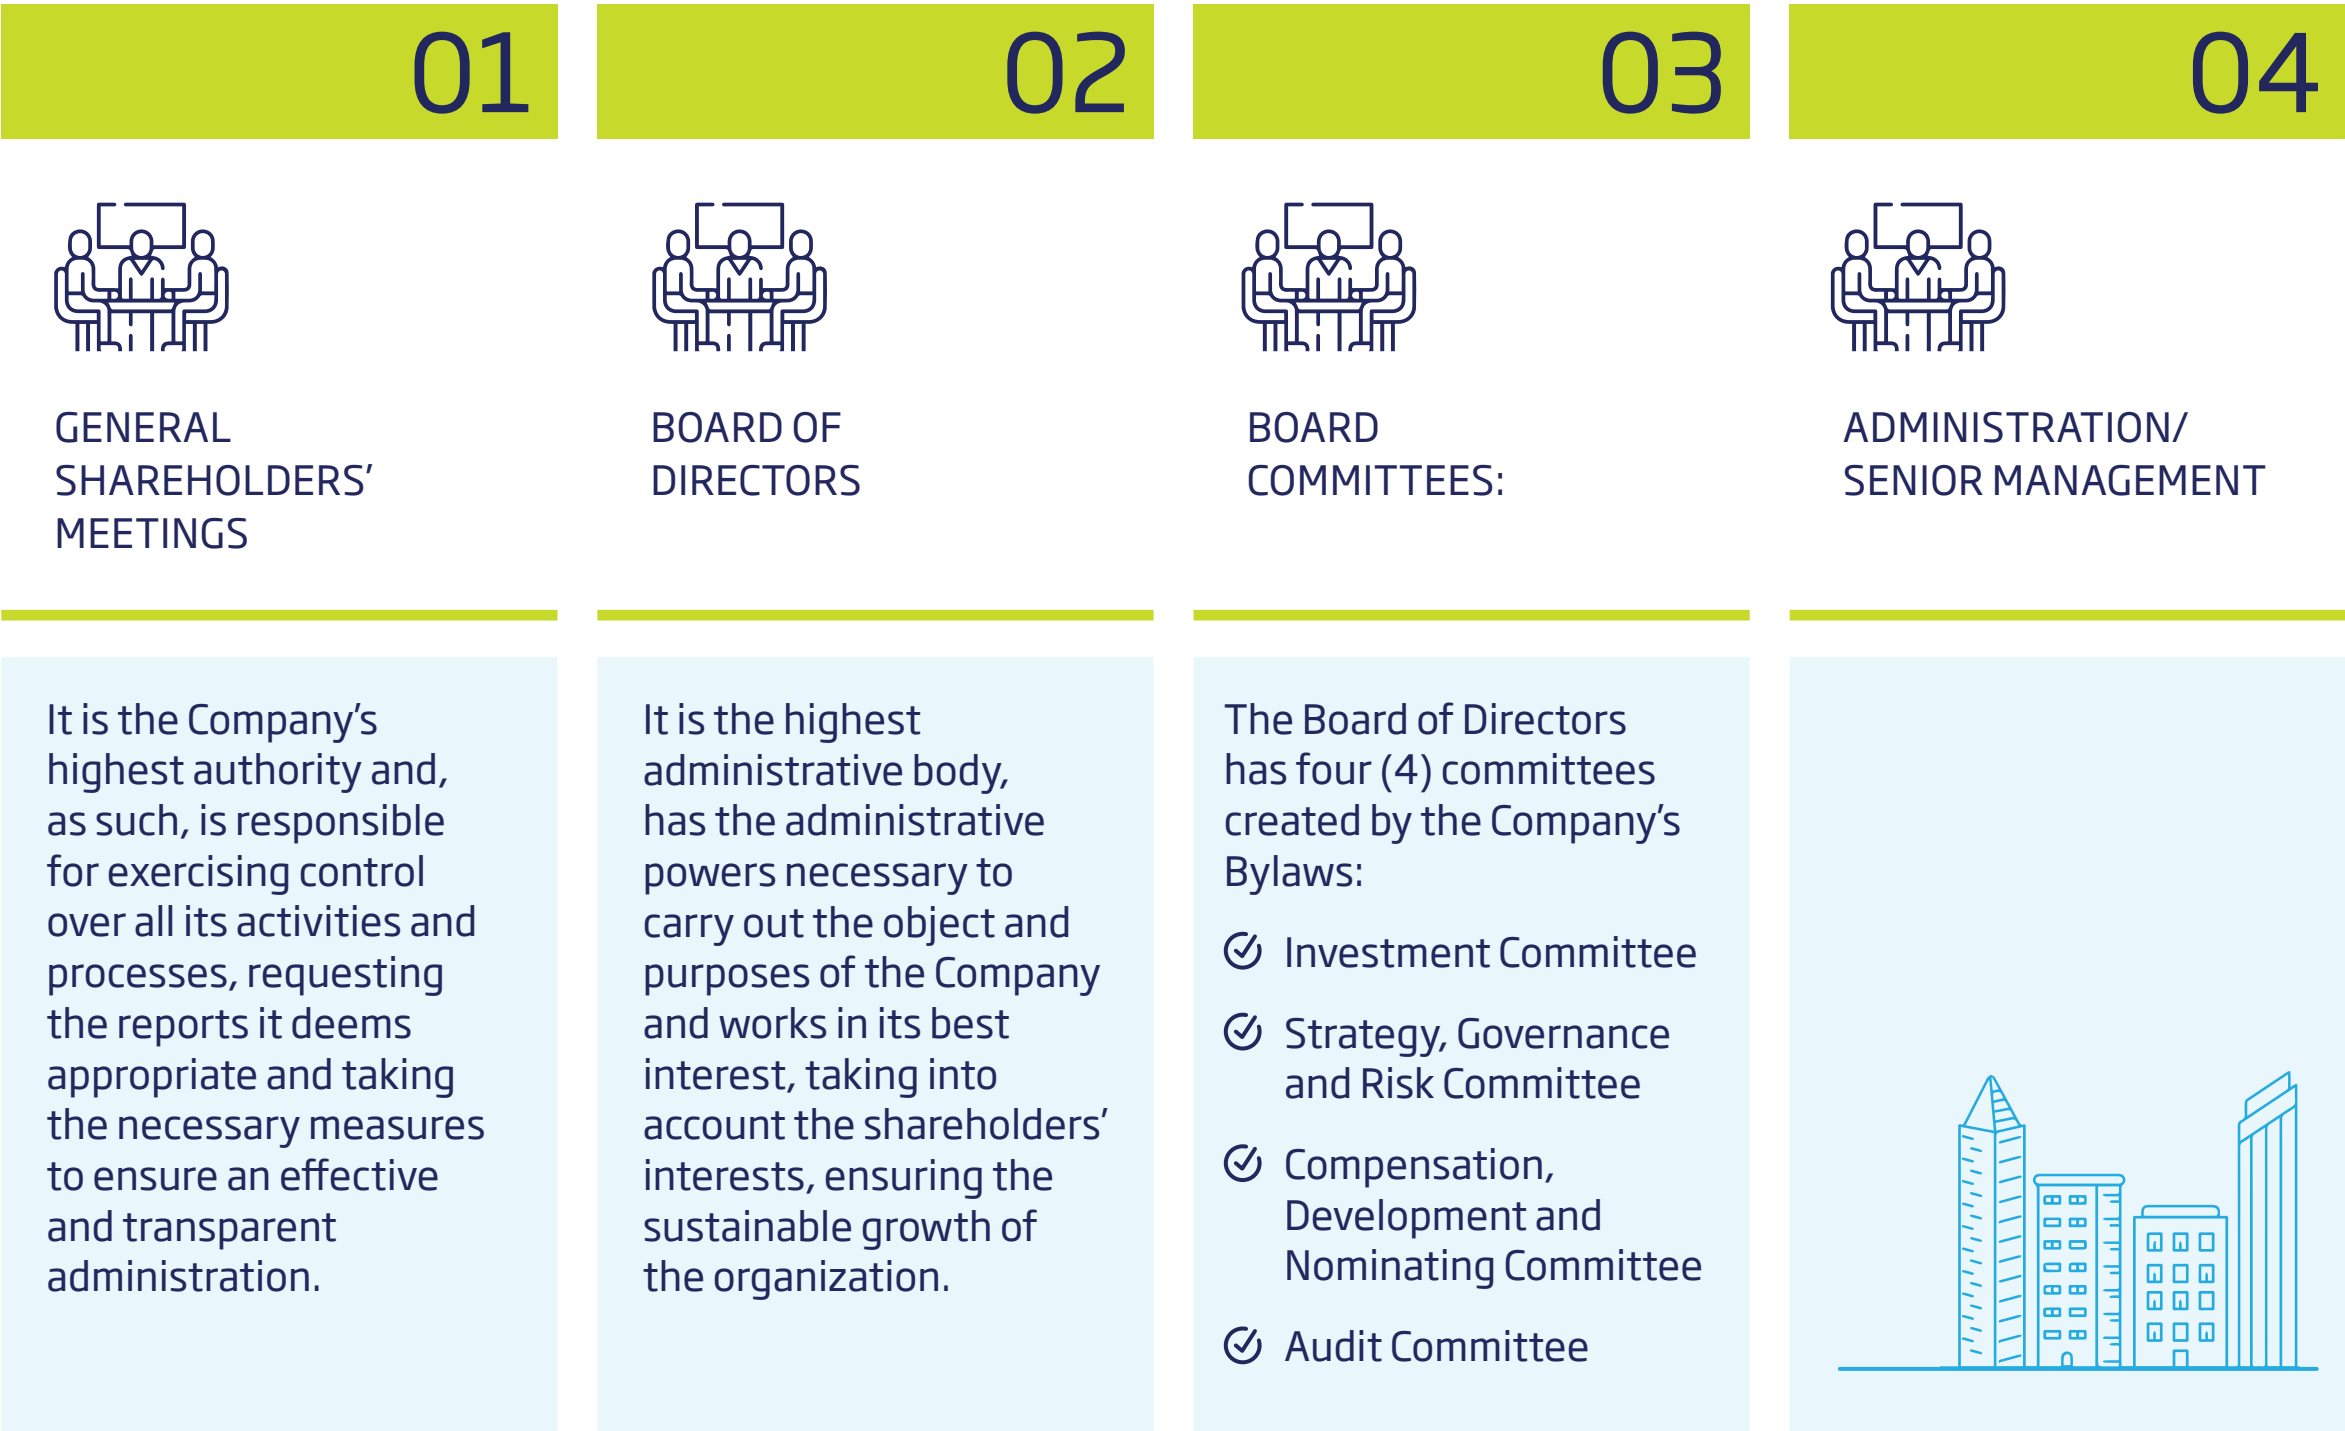 01
GENERAL
SHAREHOLDERS’
MEETINGS
It is the Company’s
highest authority and,
as such, is responsible
for exercising control
over all its activities and
processes, requesting
the reports it deems
appropriate and taking
the necessary measures
to ensure an effective
and transparent
administration.
02
BOARD OF
DIRECTORS
It is the highest
administrative body,
has the administrative
powers necessary to
carry out the object and
purposes of the Company
and works in its best
interest, taking into
account the shareholders’
interests, ensuring the
sustainable growth of
the organization.
03
BOARD
COMMITTEES:
The Board of Directors
has four (4) committees
created by the Company’s
Bylaws:
Investment Committee
Strategy, Governance
and Risk Committee
Compensation,
Development and
Nominating Committee
Audit Committee
04
ADMINISTRATION/
SENIOR MANAGEMENT